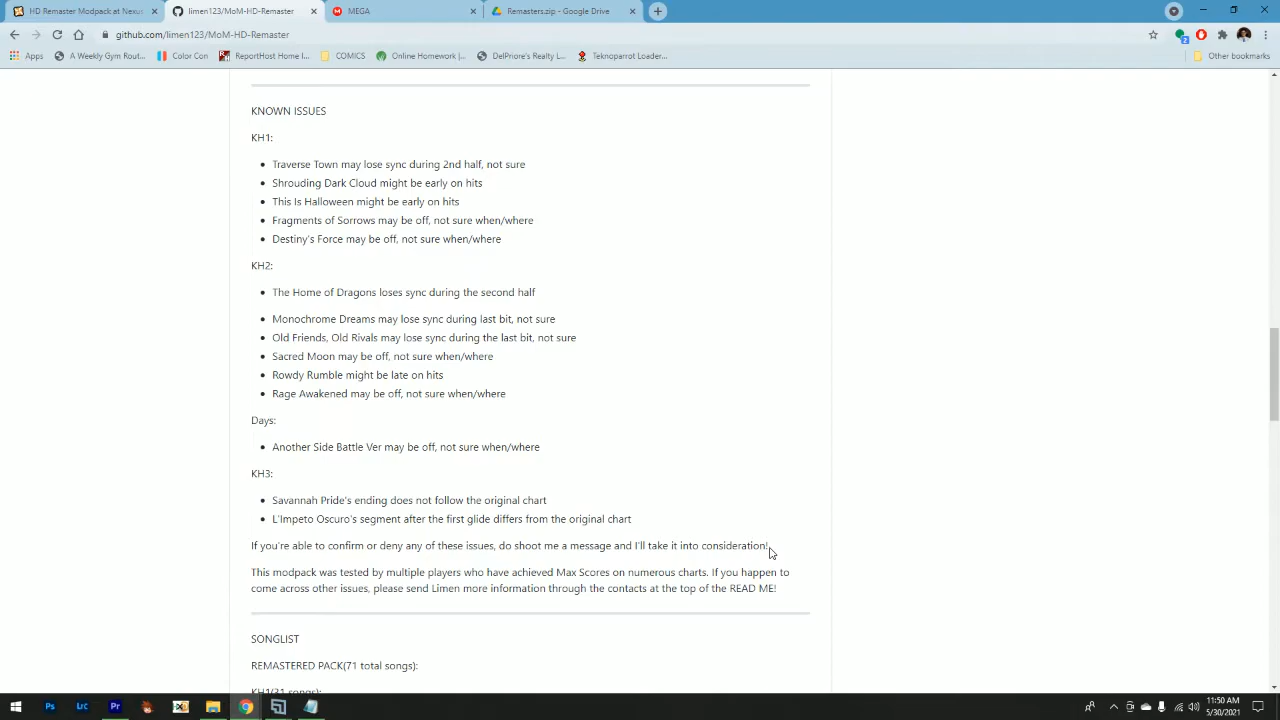 HD Remaster Modpack at Nexus
limen123/MoM-HD-Remaster
MEGA
Remasters.zip - Google Drive
github.com/limen123/MoM-HD-Remaster
Apps
A Weekly Gym Rout...
Color Con
ReportHost Home I...
COMICS
Online Homework |...
DelPriore's Realty L...
Teknoparrot Loader...
Other bookmarks
KNOWN ISSUES
KH1:
Traverse Town may lose sync during 2nd half, not sure
Shrouding Dark Cloud might be early on hits
This Is Halloween might be early on hits
Fragments of Sorrows may be off, not sure when/where
Destiny's Force may be off, not sure when/where
KH2:
The Home of Dragons loses sync during the second half
Monochrome Dreams may lose sync during last bit, not sure
Old Friends, Old Rivals may lose sync during the last bit, not sure
Sacred Moon may be off, not sure when/where
Rowdy Rumble might be late on hits
Rage Awakened may be off, not sure when/where
Days:
Another Side Battle Ver may be off, not sure when/where
KH3:
Savannah Pride's ending does not follow the original chart
L'Impeto Oscuro's segment after the first glide differs from the original chart
If you're able to confirm or deny any of these issues, do shoot me a message and I'll take it into consideration!
This modpack was tested by multiple players who have achieved Max Scores on numerous charts. If you happen to
come across other issues, please send Limen more information through the contacts at the top of the READ ME!
SONGLIST
REMASTERED PACK(71 total songs):
KH1(31 songs):
Ps
Lrc
Pr
11:50 AM
5/30/2021